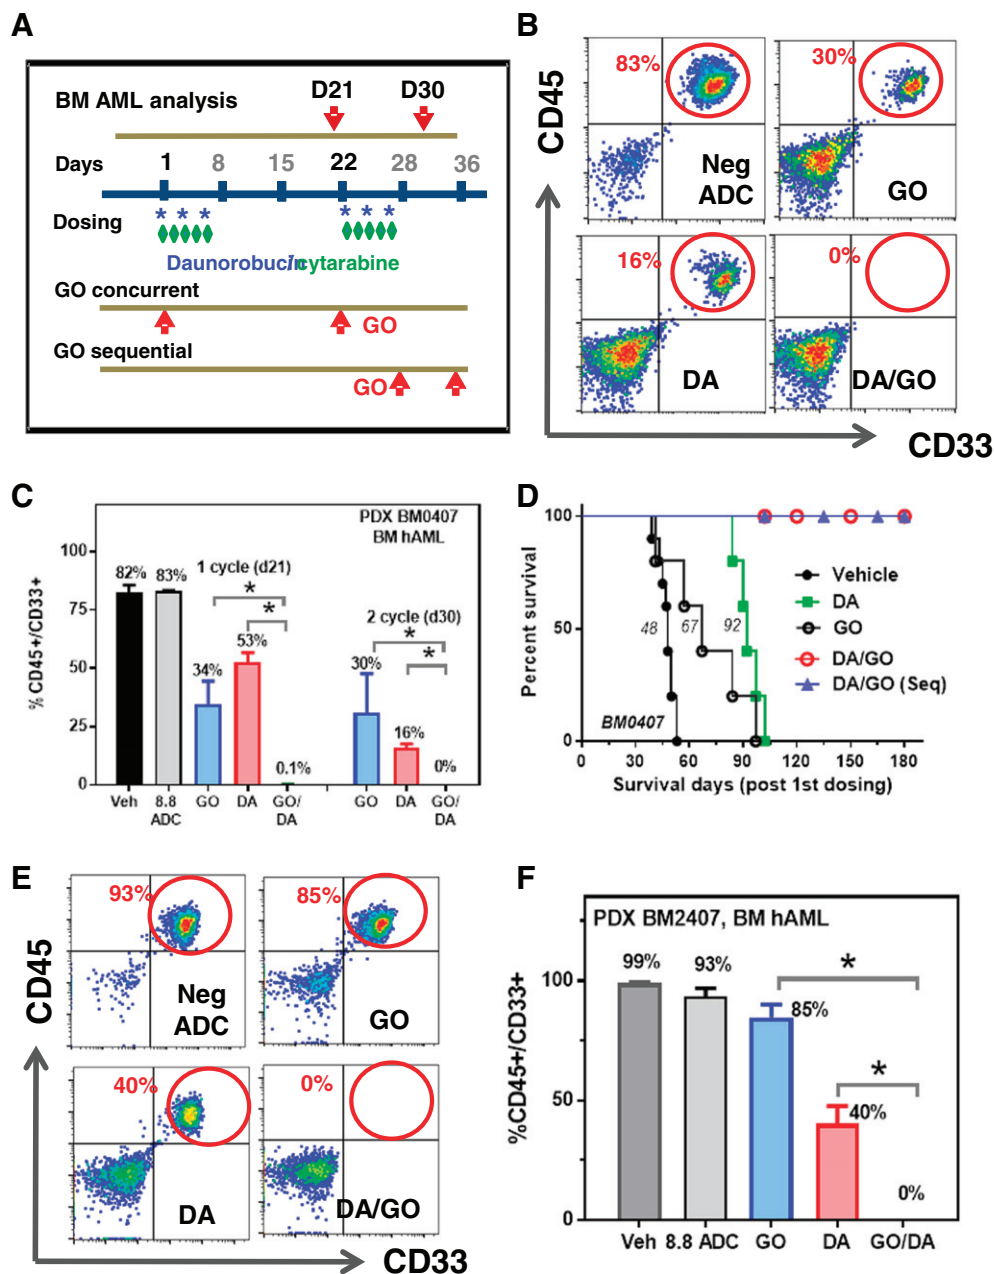 A
BM AML analysis
D21
D30
Days
1
8
15
22
28
36
* * *
* * *
Dosing
Daunorobucin/cytarabine
GO concurrent
GO
GO sequential
GO
B
CD45
83%
Neg
ADC
30%
GO
16%
DA
0%
DA/GO
CD33
C
PDX BM0407
BM hAML
% CD45+/CD33+
100
75
50
25
0
82%
83%
1 cycle (d21)
*
*
34%
53%
0.1%
2 cycle (d30)
*
*
30%
16%
0%
Veh
8.8
ADC
GO
DA
GO/
DA
GO
DA
GO/
DA
D
Percent survival
100
50
0
48
67
92
BM0407
Vehicle
DA
GO
DA/GO
DA/GO (Seq)
0
30
60
90
120
150
180
Survival days (post 1st dosing)
E
CD45
93%
Neg
ADC
85%
GO
40%
DA
0%
DA/GO
CD33
F
PDX BM2407, BM hAML
%CD45+/CD33+
100
50
0
99%
93%
85%
40%
0%
*
*
Veh
8.8 ADC
GO
DA
GO/DA